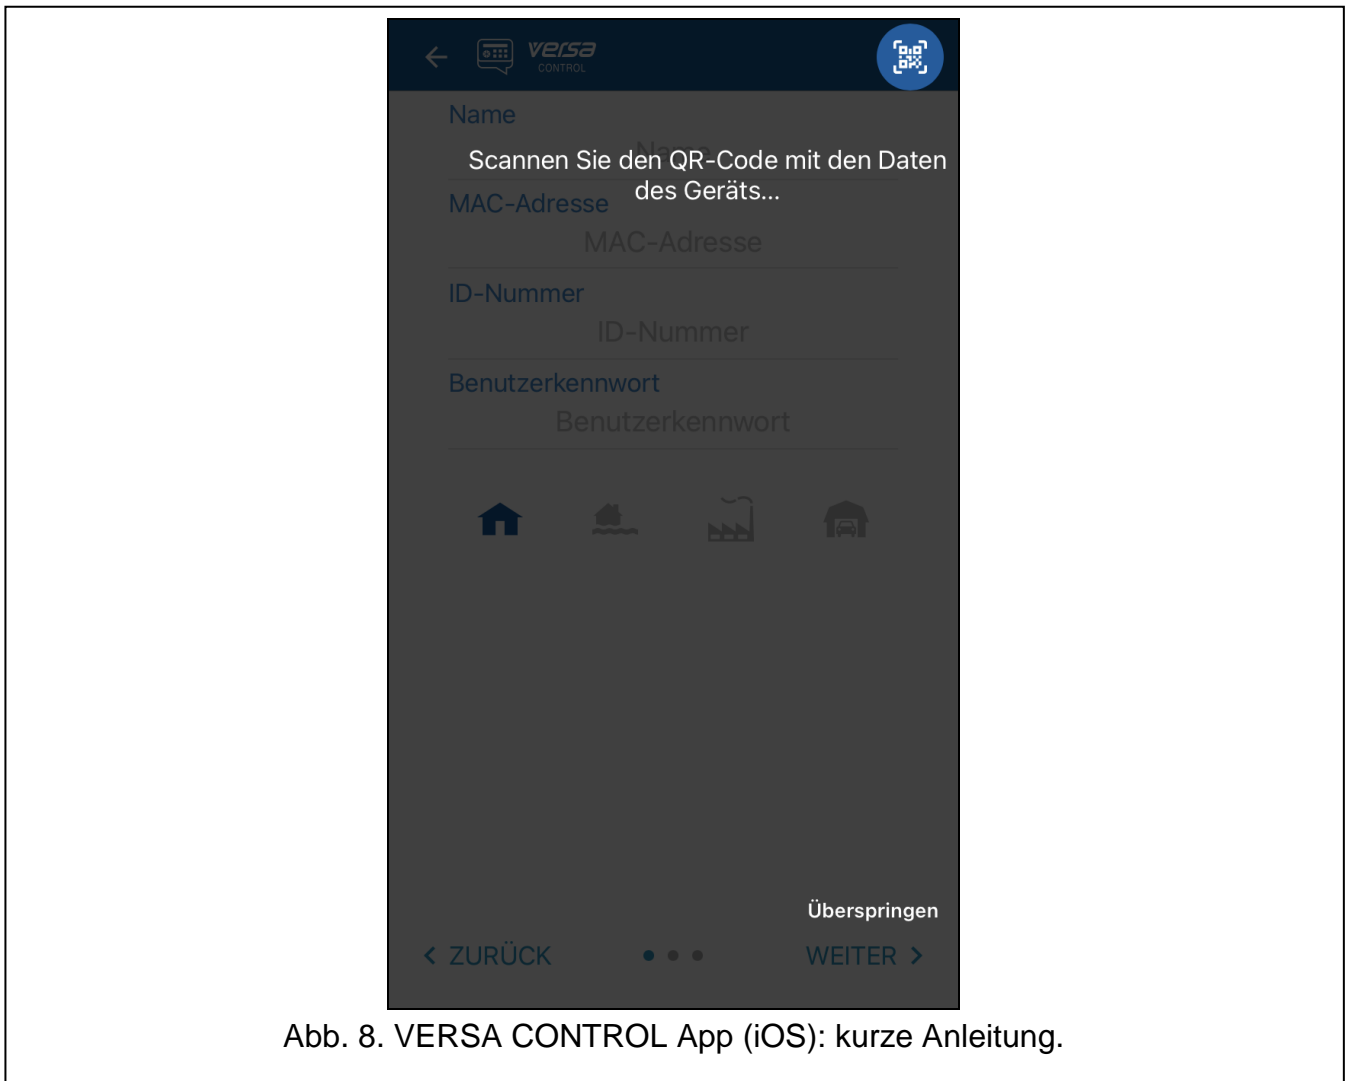 versa
CONTROL
Name
Name
Scannen Sie den QR-Code mit den Daten
des Geräts...
MAC-Adresse
MAC-Adresse
ID-Nummer
ID-Nummer
Benutzerkennwort
Benutzerkennwort
Überspringen
< ZURÜCK
WEITER >
Abb. 8. VERSA CONTROL App (iOS): kurze Anleitung.